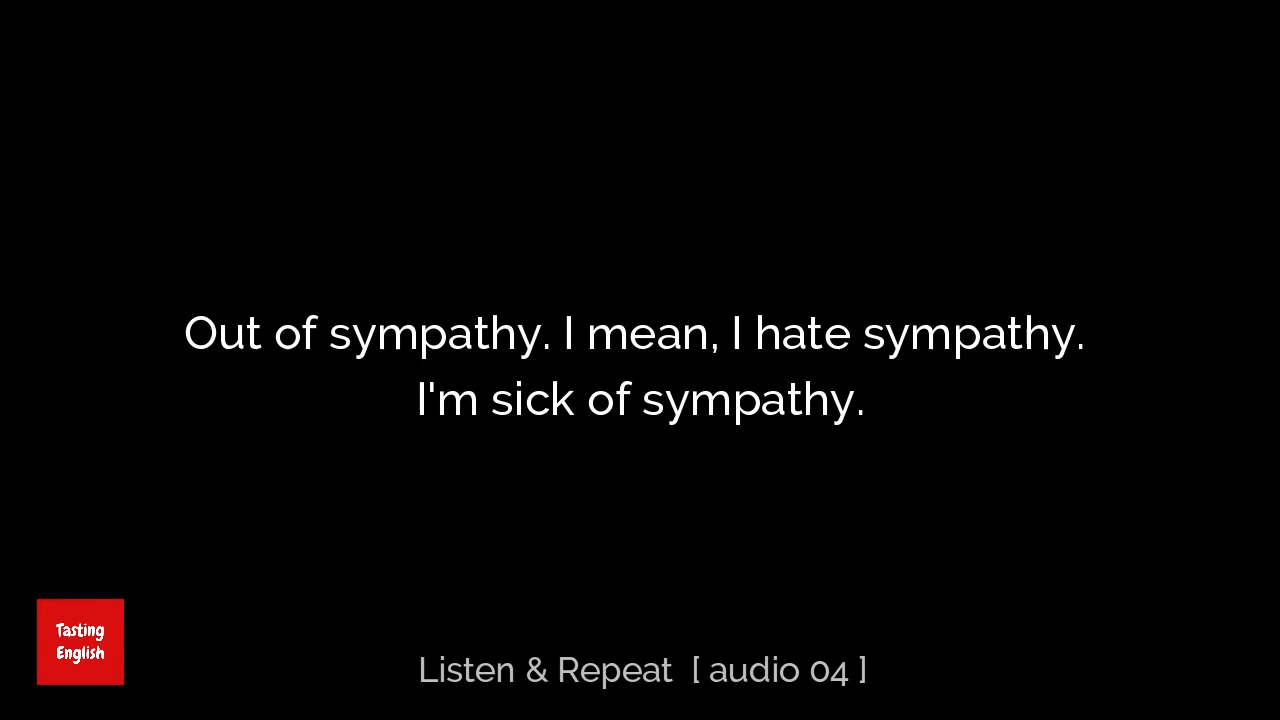 Out of sympathy. I mean, I hate sympathy.
I'm sick of sympathy.
Tasting
English
Listen & Repeat [ audio 04 ]